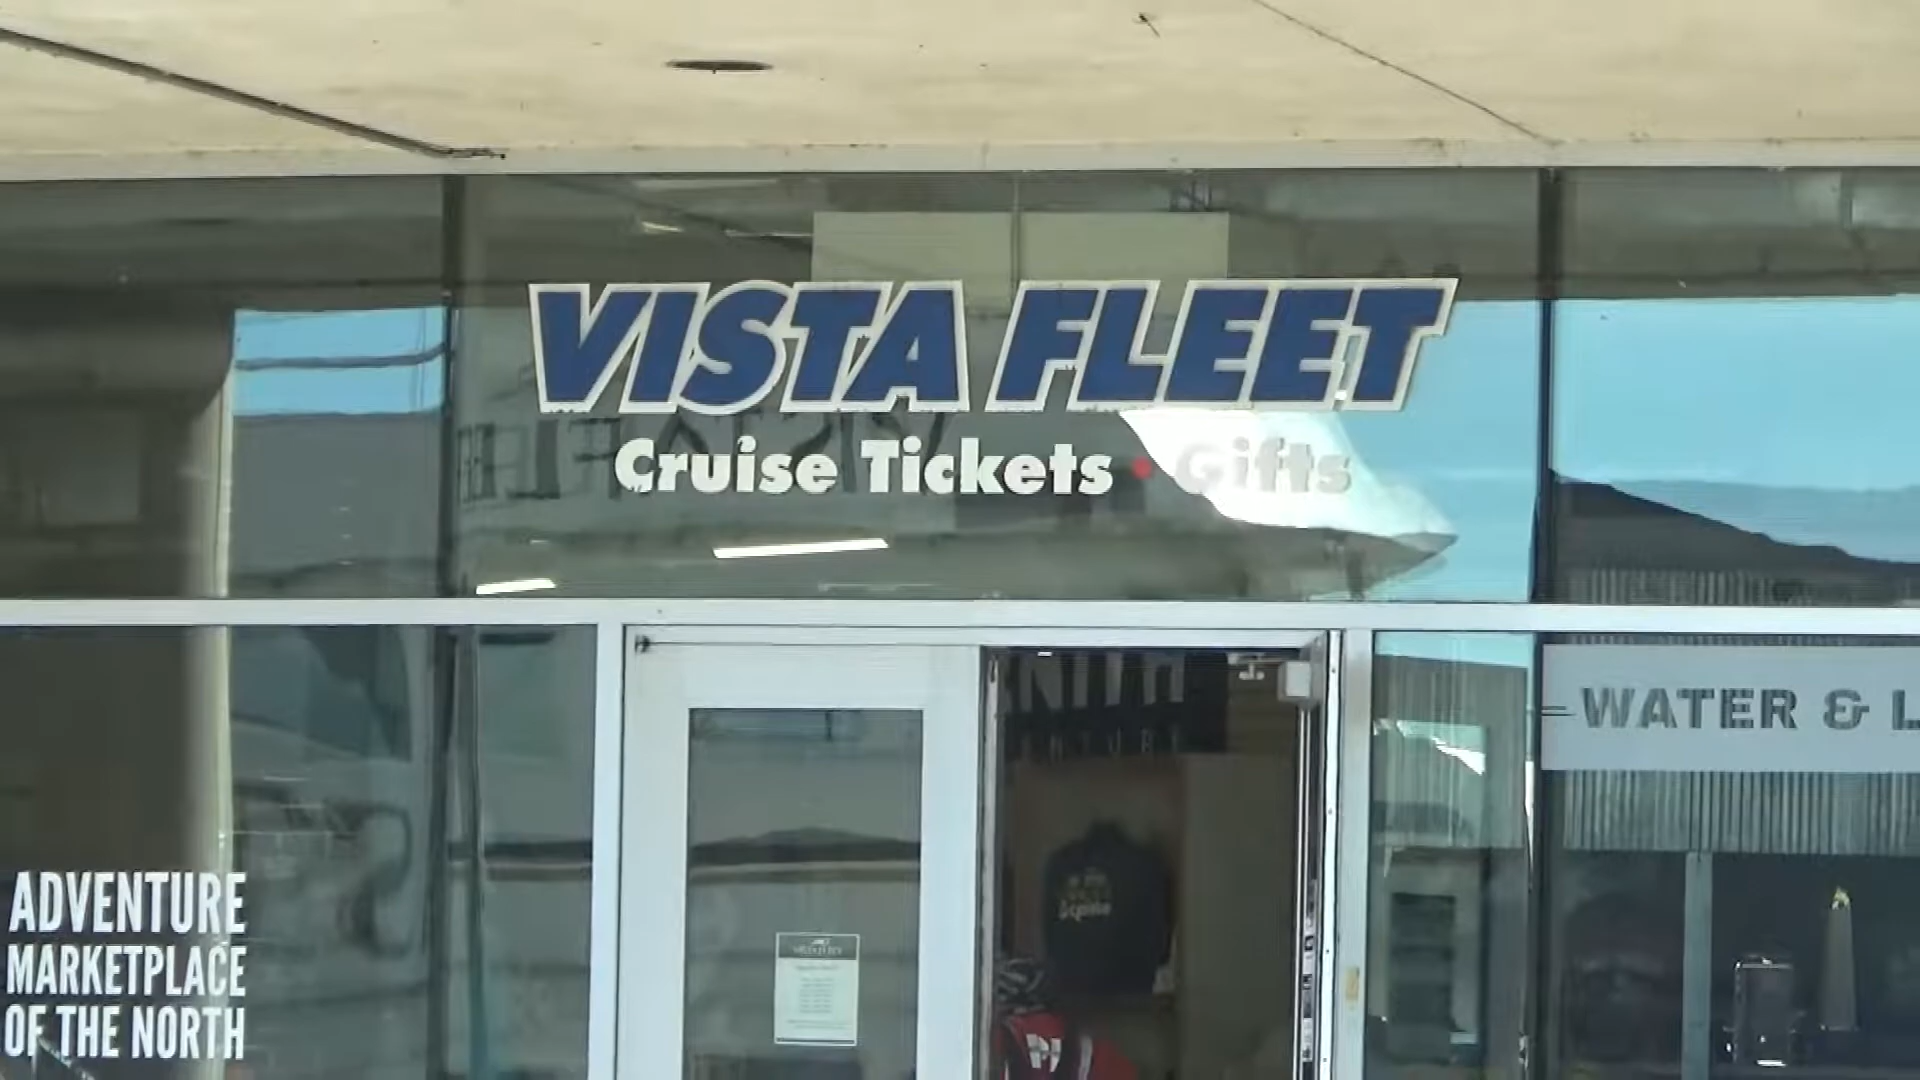 VISTA FLEET
Cruise Tickets • Gifts
WATER & L
ADVENTURE
MARKETPLACE
OF THE NORTH